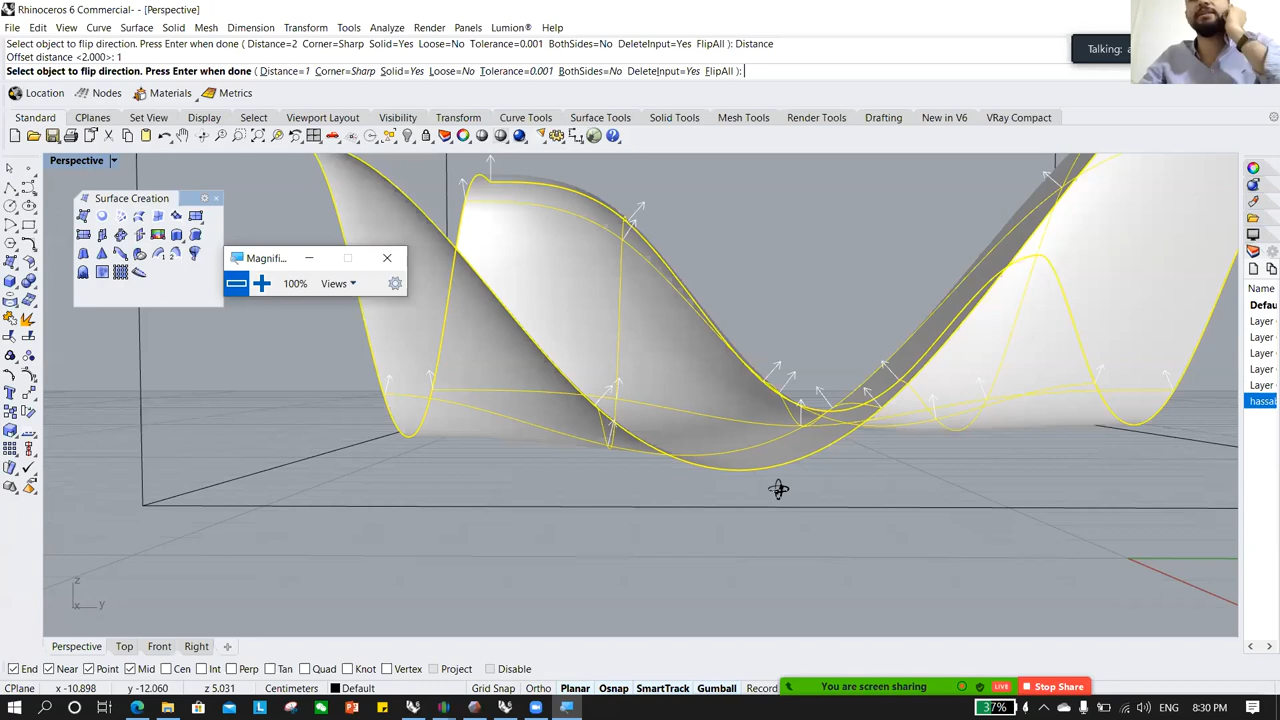 Rhinoceros 6 Commercial- - [Perspective]
File Edit View Curve Surface Solid Mesh Dimension Transform Tools Analyze Render Panels Lumion® Help
Select object to flip direction. Press Enter when done ( Distance=2 Corner=Sharp Solid=Yes Loose=No Tolerance=0.001 BothSides=No DeleteInput=Yes FlipAll ): Distance
Offset distance <2.000>: 1
Select object to flip direction. Press Enter when done ( Distance=1 Corner=Sharp Solid=Yes Loose=No Tolerance=0.001 BothSides=No DeleteInput=Yes FlipAll ):
Talking:
Location Nodes Materials Metrics
Standard CPlanes Set View Display Select Viewport Layout Visibility Transform Curve Tools Surface Tools Solid Tools Mesh Tools Render Tools Drafting New in V6 VRay Compact
Perspective
Surface Creation
Magnifi...
100% Views
Name
Defau
Layer
Layer
Layer
Layer
Layer
hassa
z
x y
Perspective Top Front Right
End Near Point Mid Cen Int Perp Tan Quad Knot Vertex Project Disable
CPlane x -10.898 y -12.060 z 5.031 Centimeters Default Grid Snap Ortho Planar Osnap SmartTrack Gumball Record
You are screen sharing LIVE Stop Share
37% ENG 8:30 PM